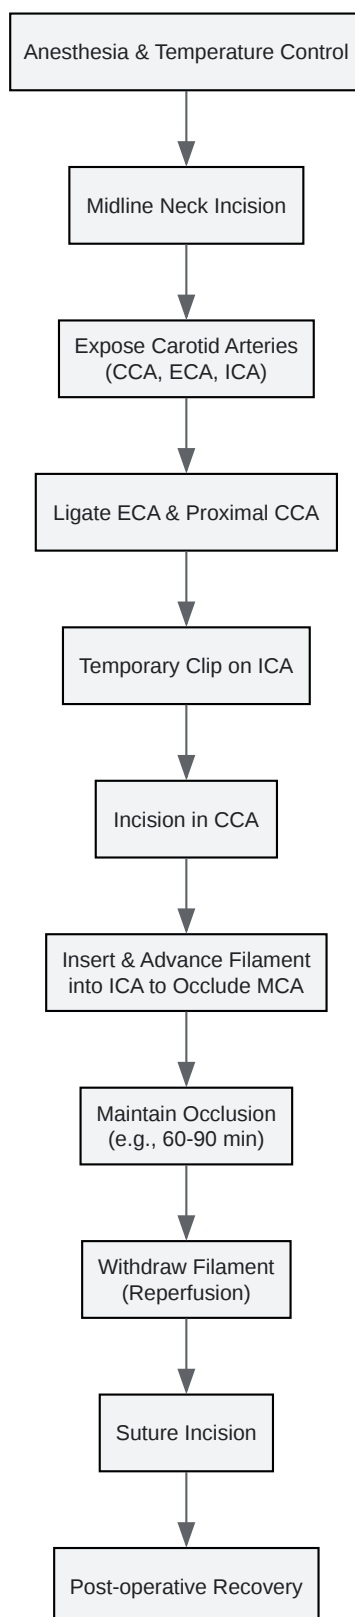 Anesthesia & Temperature Control
Midline Neck Incision
Expose Carotid Arteries
(CCA, ECA, ICA)
Ligate ECA & Proximal CCA
Temporary Clip on ICA
Incision in CCA
Insert & Advance Filament
into ICA to Occlude MCA
Maintain Occlusion
(e.g., 60-90 min)
Withdraw Filament
(Reperfusion)
Suture Incision
Post-operative Recovery